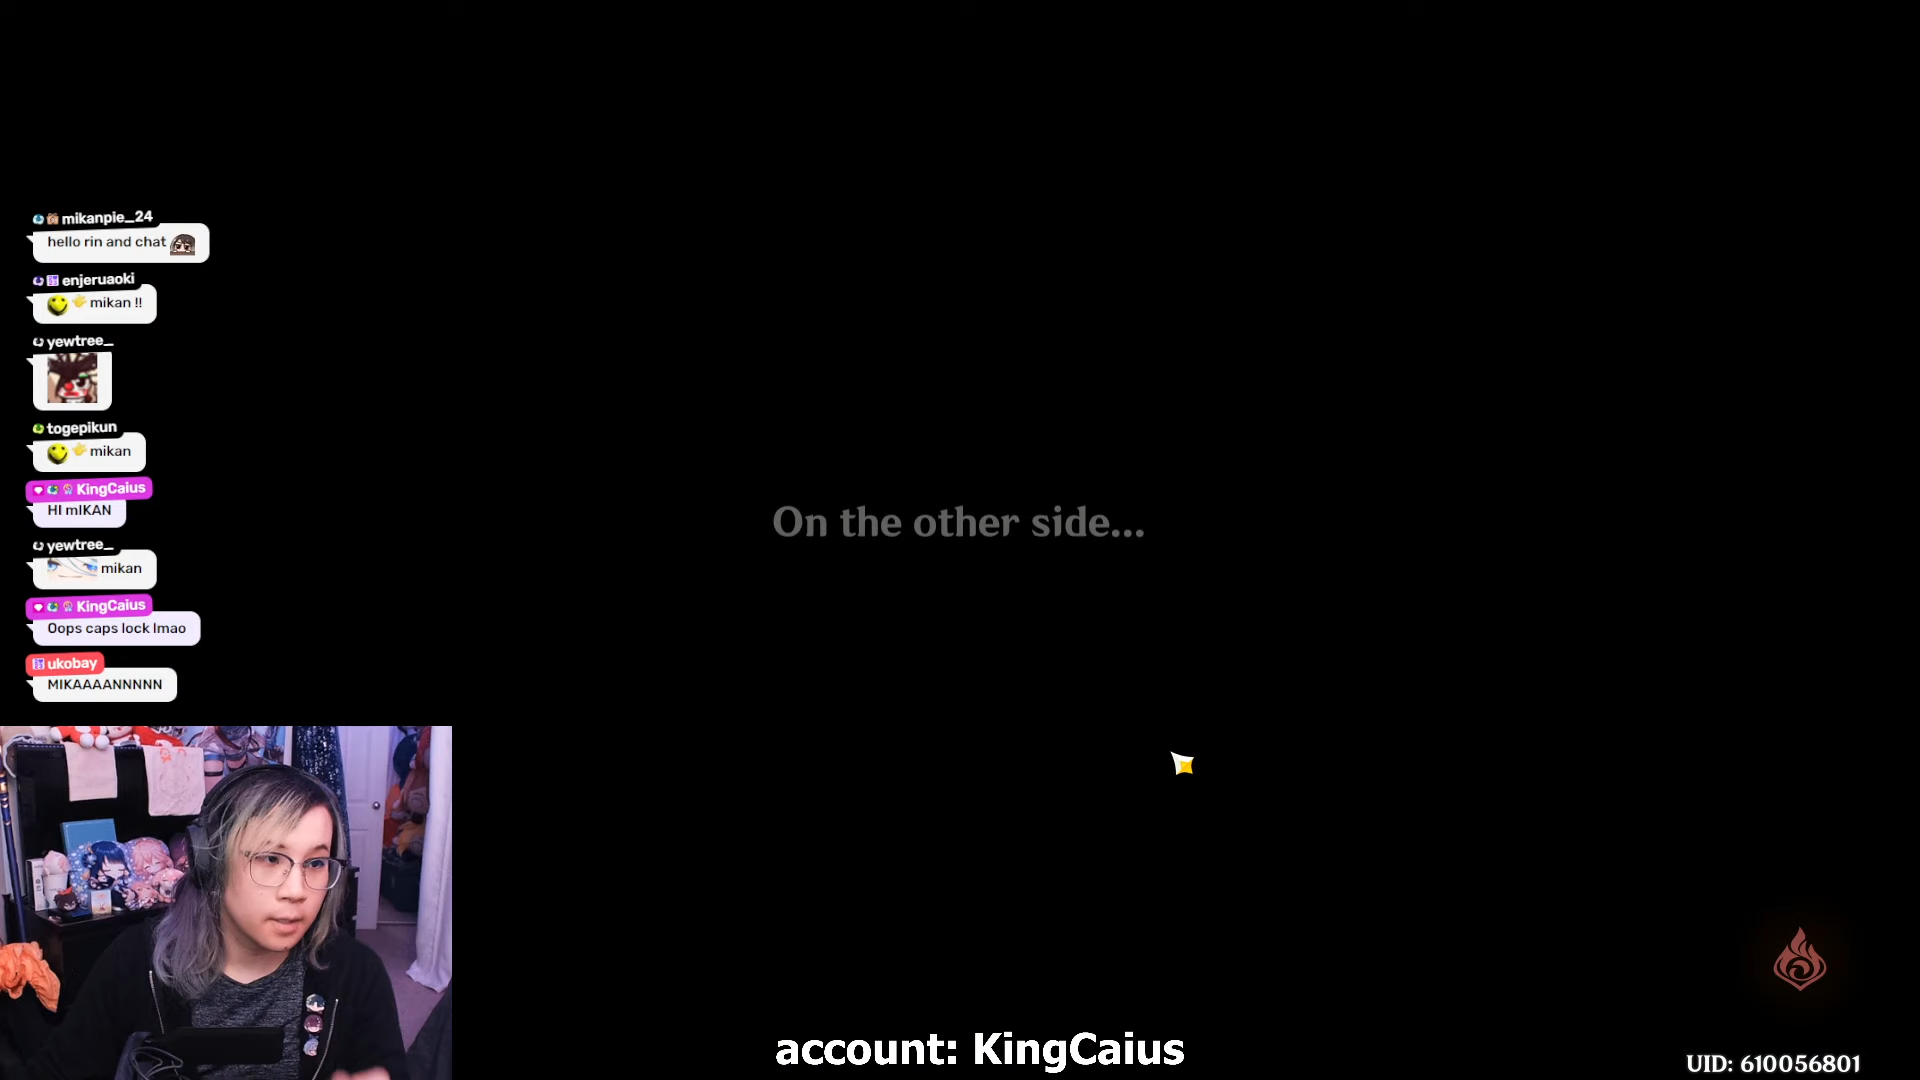 mikanpie_24
hello rin and chat
enjeruaoki
mikan !!
yewtree_
togepikun
mikan
KingCaius
HI mIKAN
yewtree_
mikan
KingCaius
Oops caps lock lmao
ukobay
MIKAAAANNNNN
On the other side...
account: KingCaius
UID: 610056801